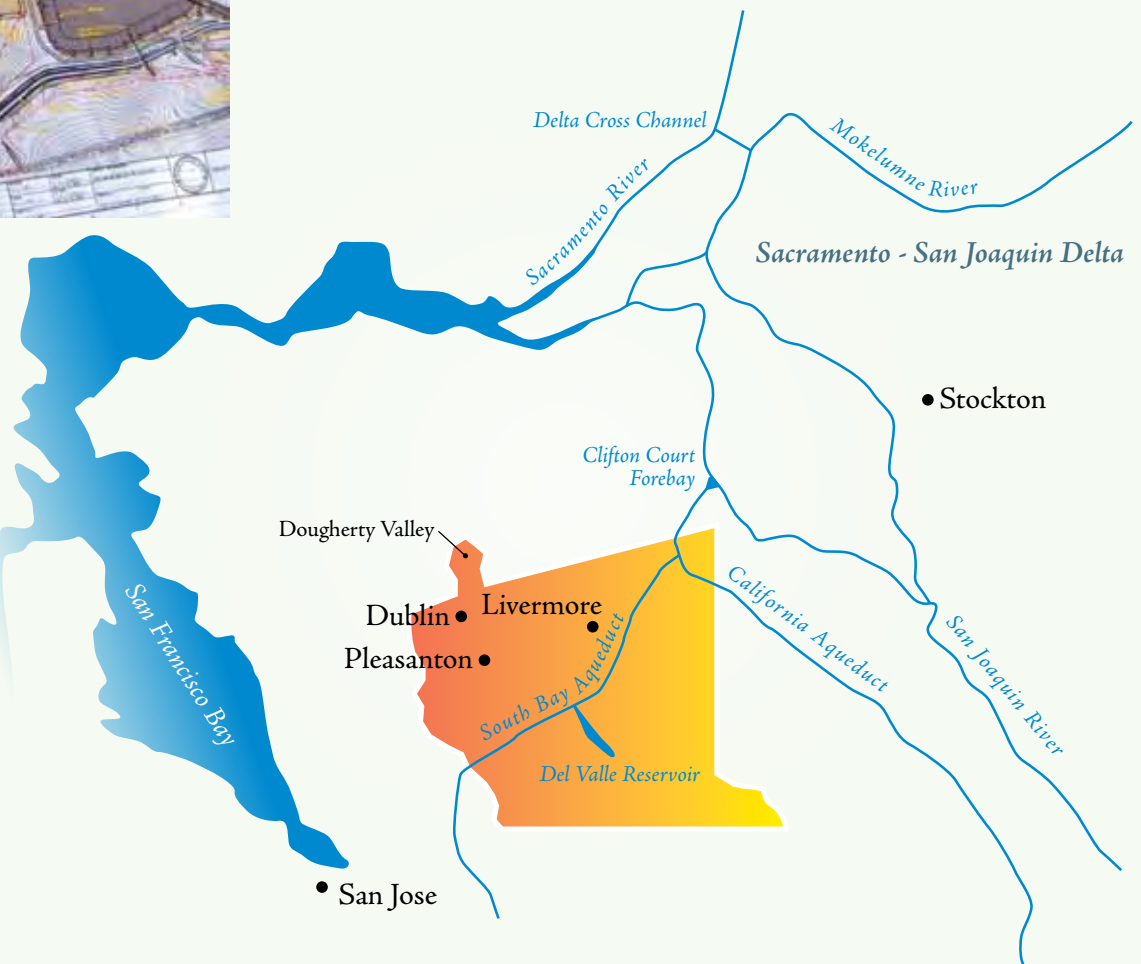 Delta Cross Channel
Mokelumne River
Sacramento River
Sacramento - San Joaquin Delta
Stockton
Clifton Court
Forebay
Dougherty Valley
Dublin
Livermore
Pleasanton
California Aqueduct
San Francisco Bay
South Bay Aqueduct
San Joaquin River
Del Valle Reservoir
San Jose